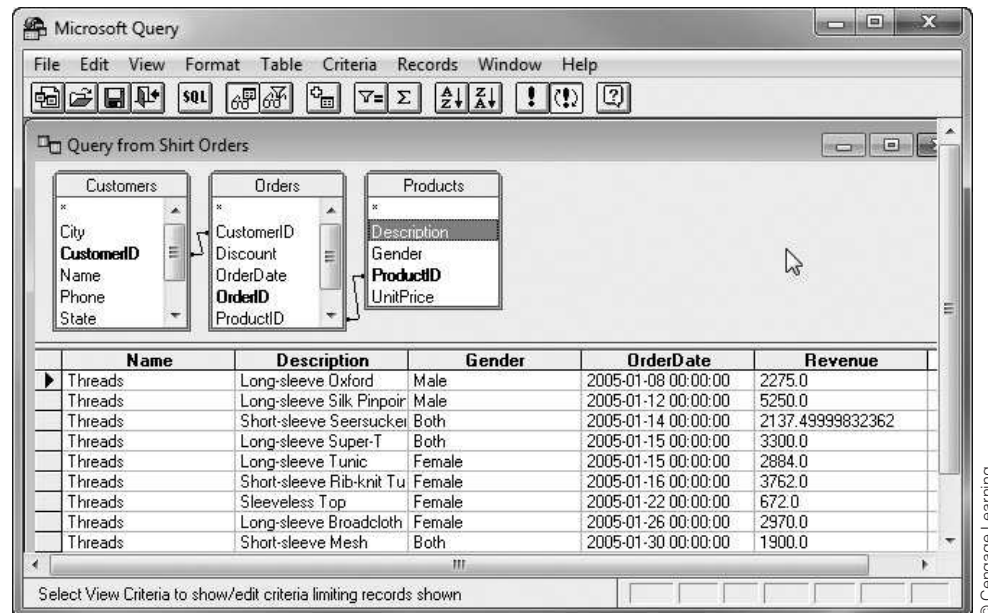 Microsoft Query
File Edit View Format Table Criteria Records Window Help
SQL
Query from Shirt Orders
Customers
*
City
CustomerID
Name
Phone
State
Orders
*
CustomerID
Discount
OrderDate
OrderID
ProductID
Products
*
Description
Gender
ProductID
UnitPrice
Name Description Gender OrderDate Revenue
Threads Long-sleeve Oxford Male 2005-01-08 00:00:00 2275.0
Threads Long-sleeve Silk Pinpoir Male 2005-01-12 00:00:00 5250.0
Threads Short-sleeve Seersucker Both 2005-01-14 00:00:00 2137.49999832362
Threads Long-sleeve Super-T Both 2005-01-15 00:00:00 3300.0
Threads Long-sleeve Tunic Female 2005-01-15 00:00:00 2884.0
Threads Short-sleeve Rib-knit Tu Female 2005-01-16 00:00:00 3762.0
Threads Sleeveless Top Female 2005-01-22 00:00:00 672.0
Threads Long-sleeve Broadcloth Female 2005-01-26 00:00:00 2970.0
Threads Short-sleeve Mesh Both 2005-01-30 00:00:00 1900.0
Select View Criteria to show/edit criteria limiting records shown
© Cengage Learning